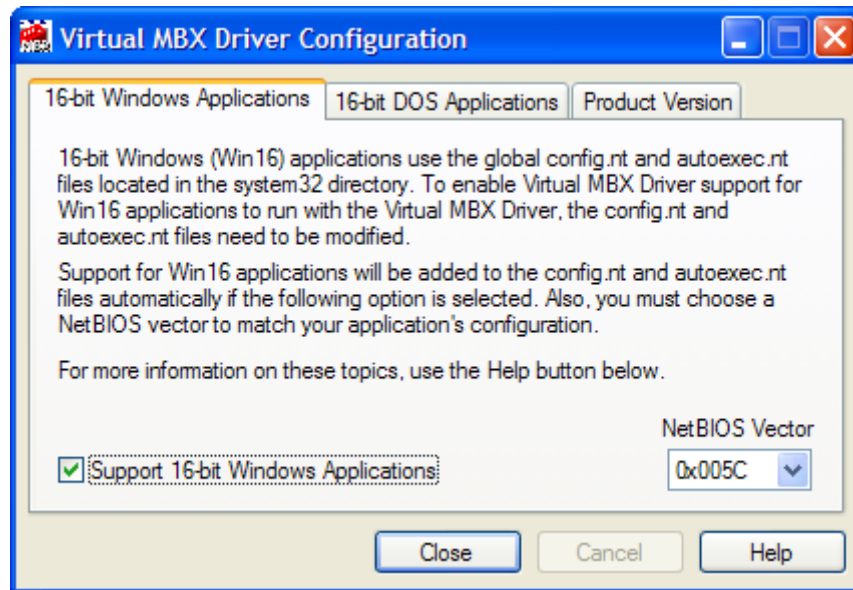 Virtual MBX Driver Configuration
16-bit Windows Applications
16-bit DOS Applications
Product Version
16-bit Windows (Win16) applications use the global config.nt and autoexec.nt
files located in the system32 directory. To enable Virtual MBX Driver support for
Win16 applications to run with the Virtual MBX Driver, the config.nt and
autoexec.nt files need to be modified.
Support for Win16 applications will be added to the config.nt and autoexec.nt
files automatically if the following option is selected. Also, you must choose a
NetBIOS vector to match your application's configuration.
For more information on these topics, use the Help button below.
NetBIOS Vector
Support 16-bit Windows Applications
0x005C
Close
Cancel
Help